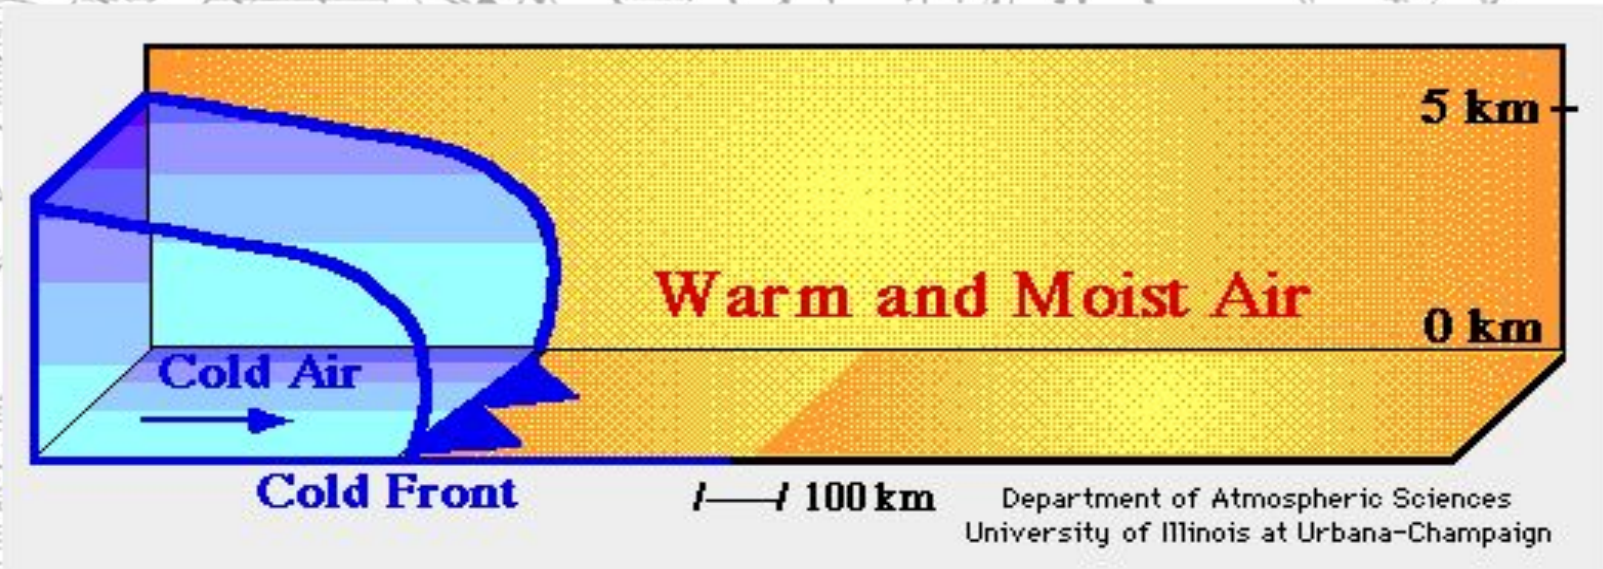 5 km
Warm and Moist Air
0 km
Cold Air
Cold Front
100 km
Department of Atmospheric Sciences
University of Illinois at Urbana-Champaign